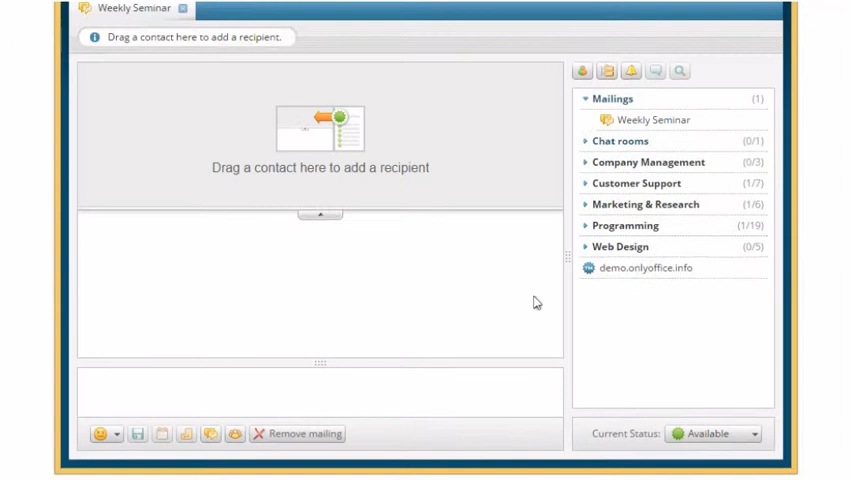 Weekly Seminar
Drag a contact here to add a recipient.
Drag a contact here to add a recipient
Mailings (1)
Weekly Seminar
Chat rooms (0/1)
Company Management (0/3)
Customer Support (1/7)
Marketing & Research (1/6)
Programming (1/19)
Web Design (0/5)
demo.onlyoffice.info
Remove mailing
Current Status: Available